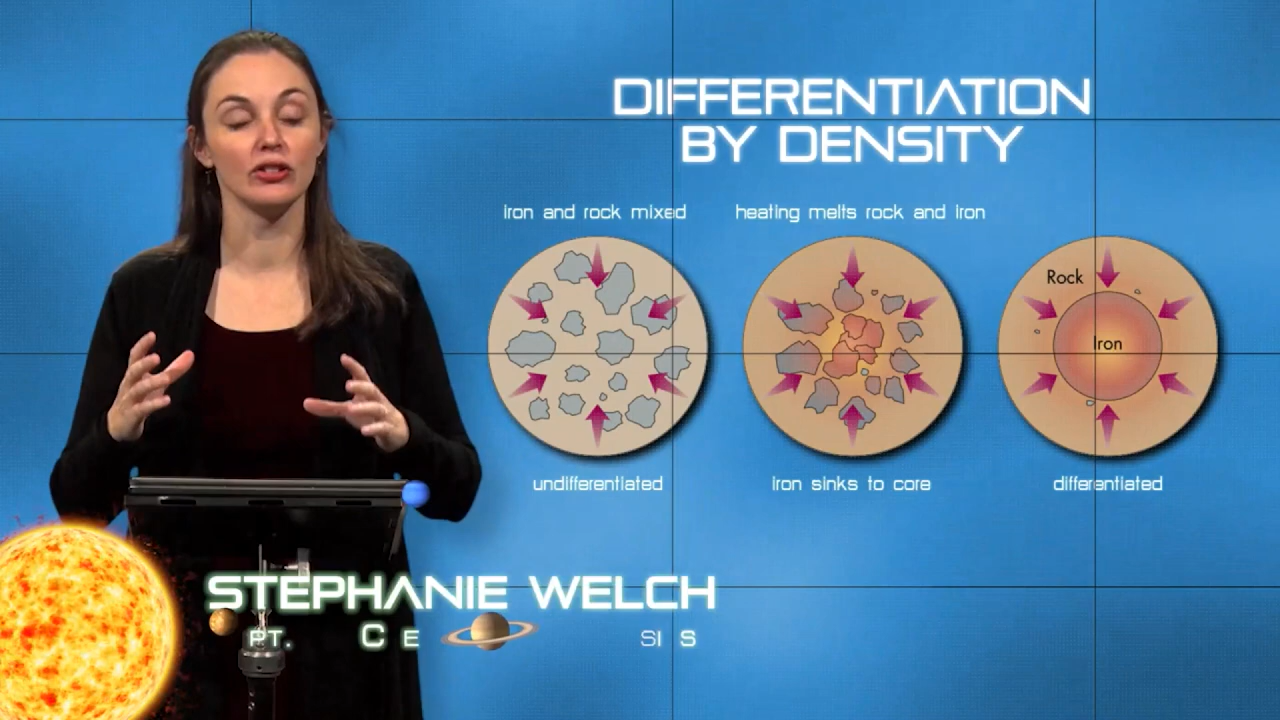 DIFFERENTIATION
BY DENSITY
iron and rock mixed
heating melts rock and iron
Rock
Iron
undifferentiated
iron sinks to core
differentiated
STEPHANIE WELCH